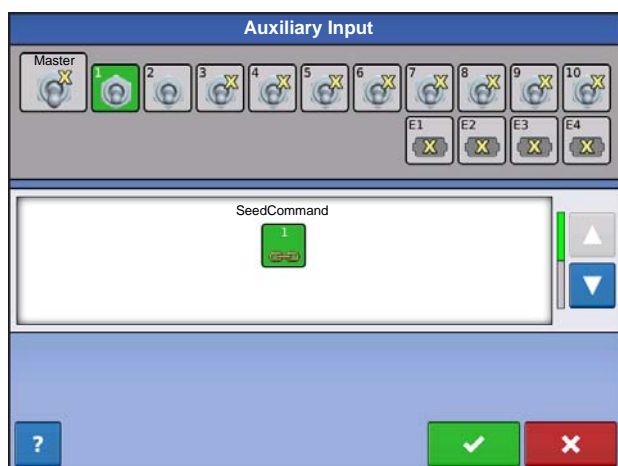 Auxiliary Input
Master
X
1
2
3
X
4
X
5
X
6
X
7
X
8
X
9
X
10
X
E1
X
E2
X
E3
X
E4
X
SeedCommand
1
?